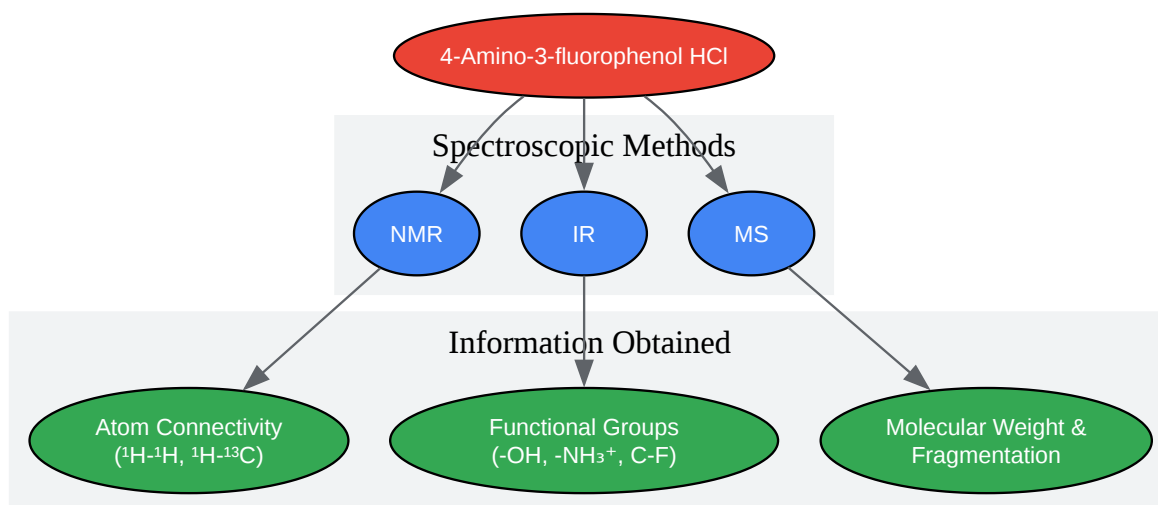 4-Amino-3-fluorophenol HCl
Spectroscopic Methods
NMR
IR
MS
Information Obtained
Atom Connectivity
(¹H-¹H, ¹H-¹³C)
Functional Groups
(-OH, -NH₃⁺, C-F)
Molecular Weight &
Fragmentation